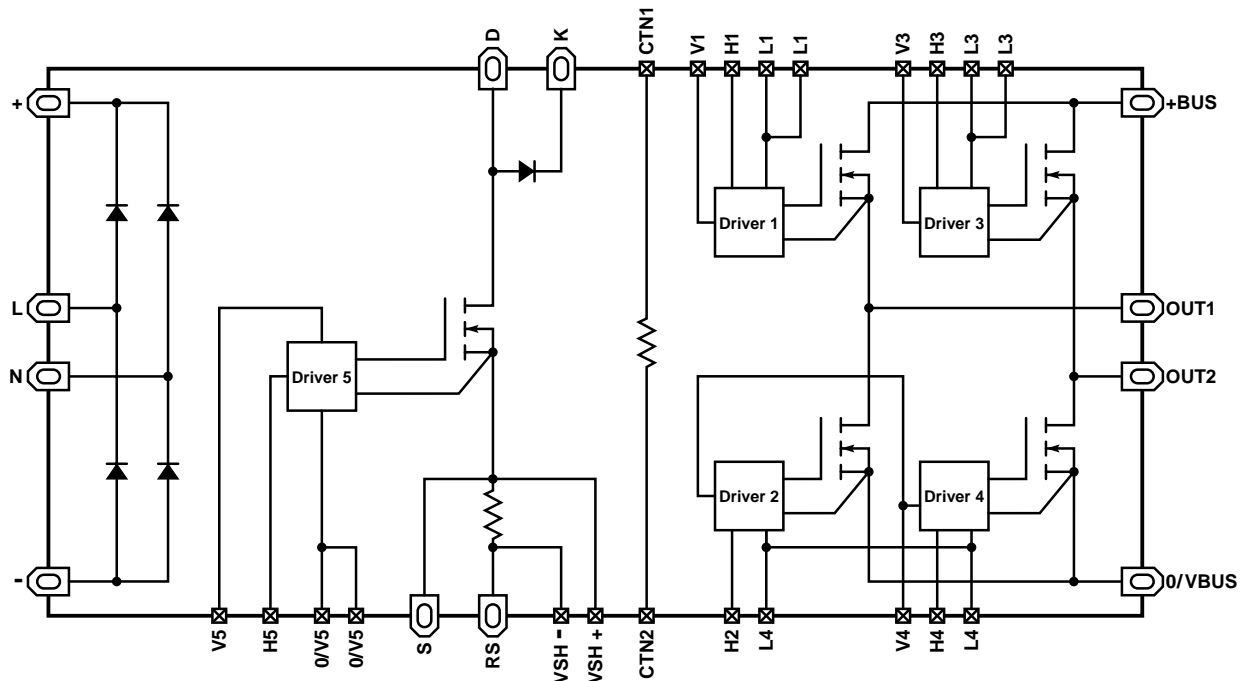 D
K
CTN1
V1
H1
L1
L1
V3
H3
L3
L3
+
+BUS
Driver 1
Driver 3
L
OUT1
N
Driver 5
OUT2
Driver 2
Driver 4
-
0/VBUS
V5
H5
0/V5
0/V5
S
RS
VSH -
VSH +
CTN2
H2
L4
V4
H4
L4